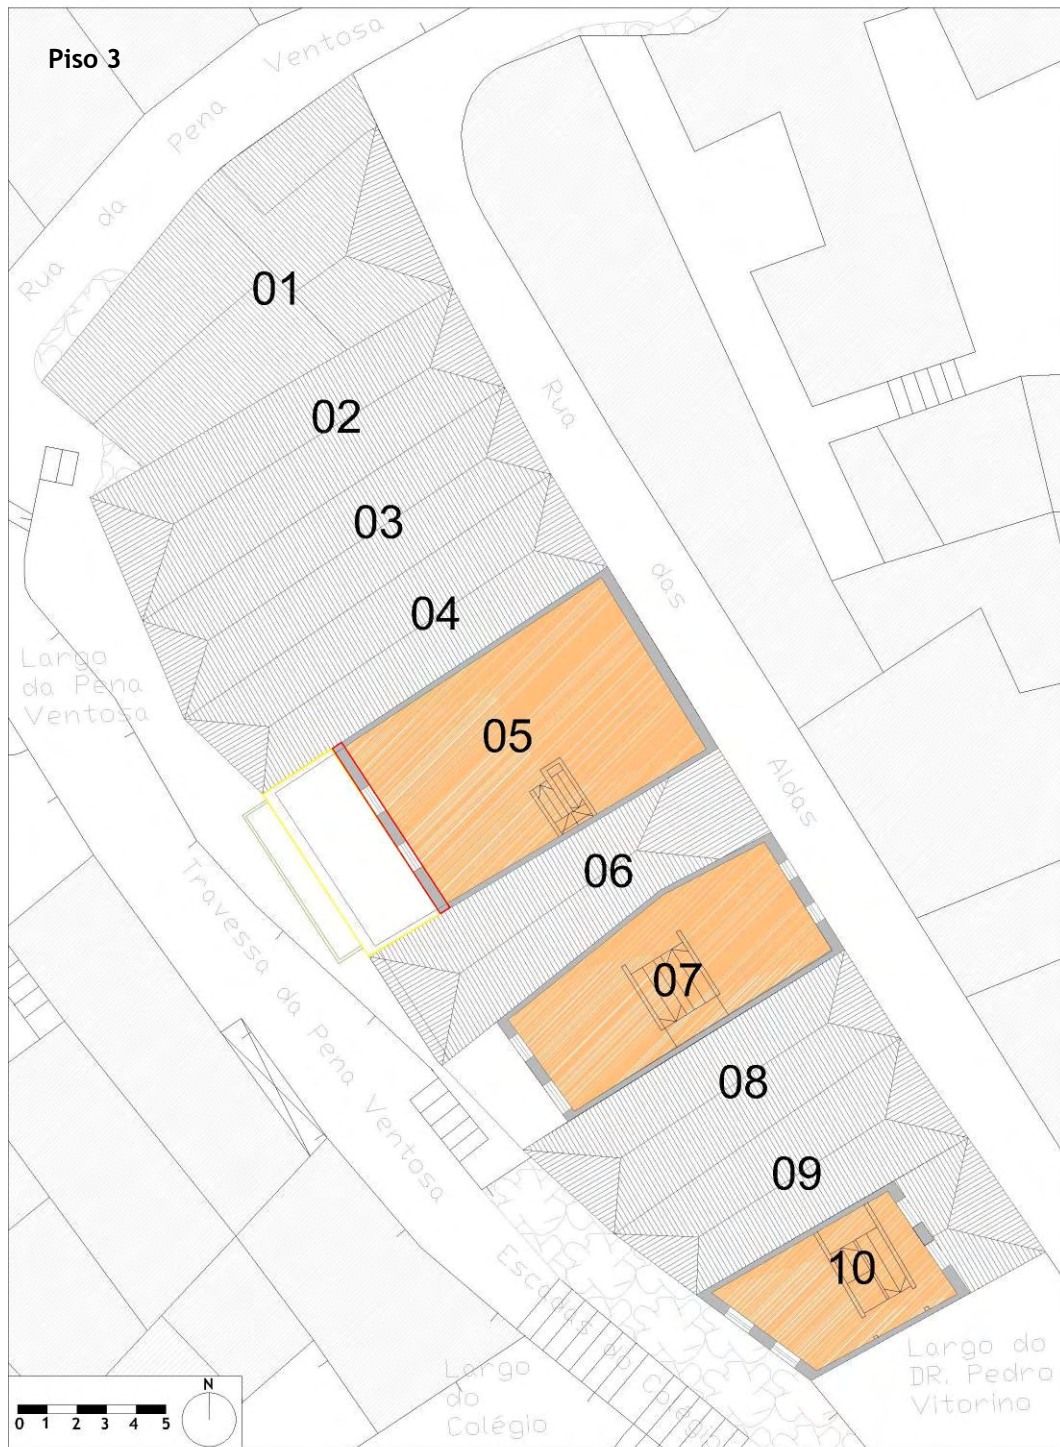 Piso 3
Rua da Pena Ventosa
01
02
03
04
05
06
07
08
09
10
Rua das Aldas
Largo
da Pena
Ventosa
Travessa da Pena Ventosa
Escadas do Colégio
Largo
do
Colégio
Largo do
DR. Pedro
Vitorino
N
0 1 2 3 4 5